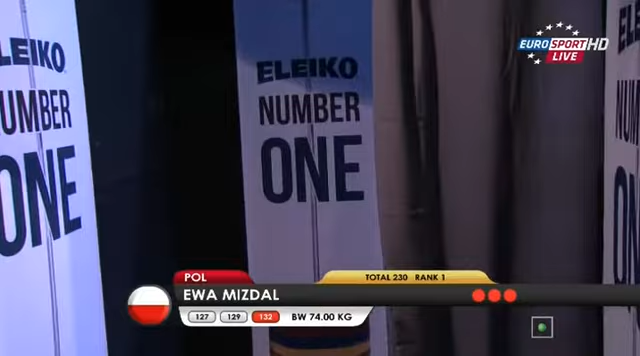 EUROSPORT HD
LIVE
ELEIKO
NUMBER
ONE
ELEIKO
NUMBER
ONE
POL
TOTAL 230 RANK 1
EWA MIZDAL
127 129 132 BW 74.00 KG